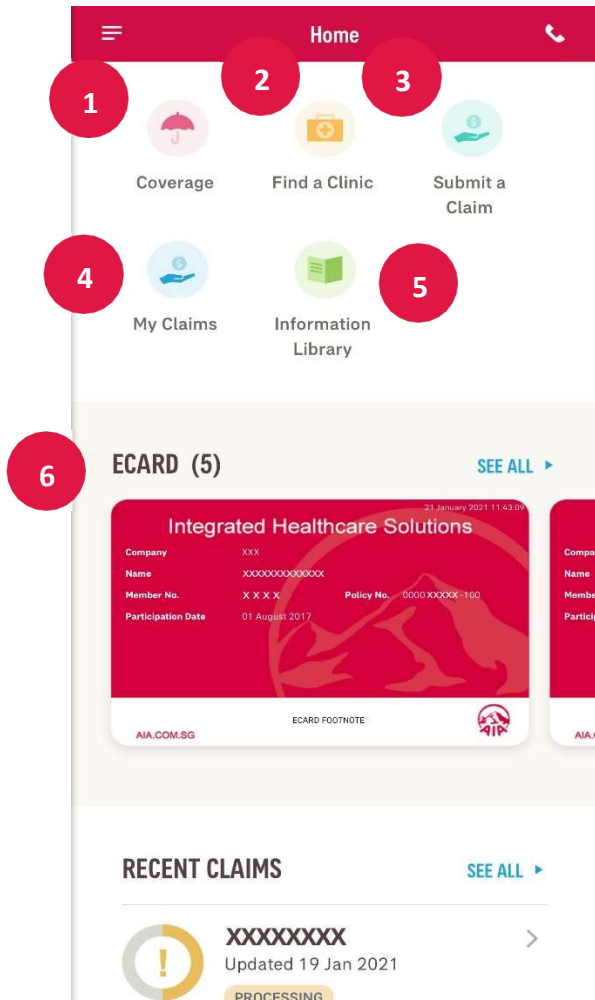 Home
1
2
3
Coverage
Find a Clinic
Submit a
Claim
4
5
My Claims
Information
Library
6
ECARD (5)
SEE ALL
21 January 2021 11.43.09
Integrated Healthcare Solutions
Company XXX
Name XXXXXXXXXXXXX
Member No. X X X X Policy No. 0000XXXXX-100
Participation Date 01 August 2017
ECARD FOOTNOTE
AIA.COM.SG
AIA
Compa
Name
Membe
Particip
AIA.
RECENT CLAIMS
SEE ALL
!
XXXXXXXX
Updated 19 Jan 2021
PROCESSING